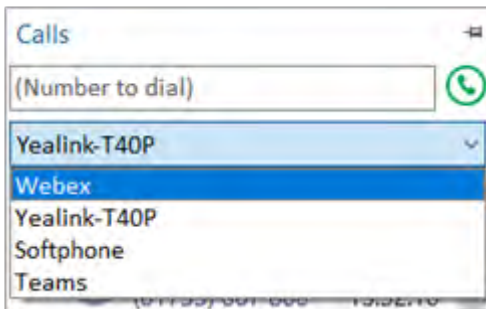 Calls
(Number to dial)
Yealink-T40P
Webex
Yealink-T40P
Softphone
Teams